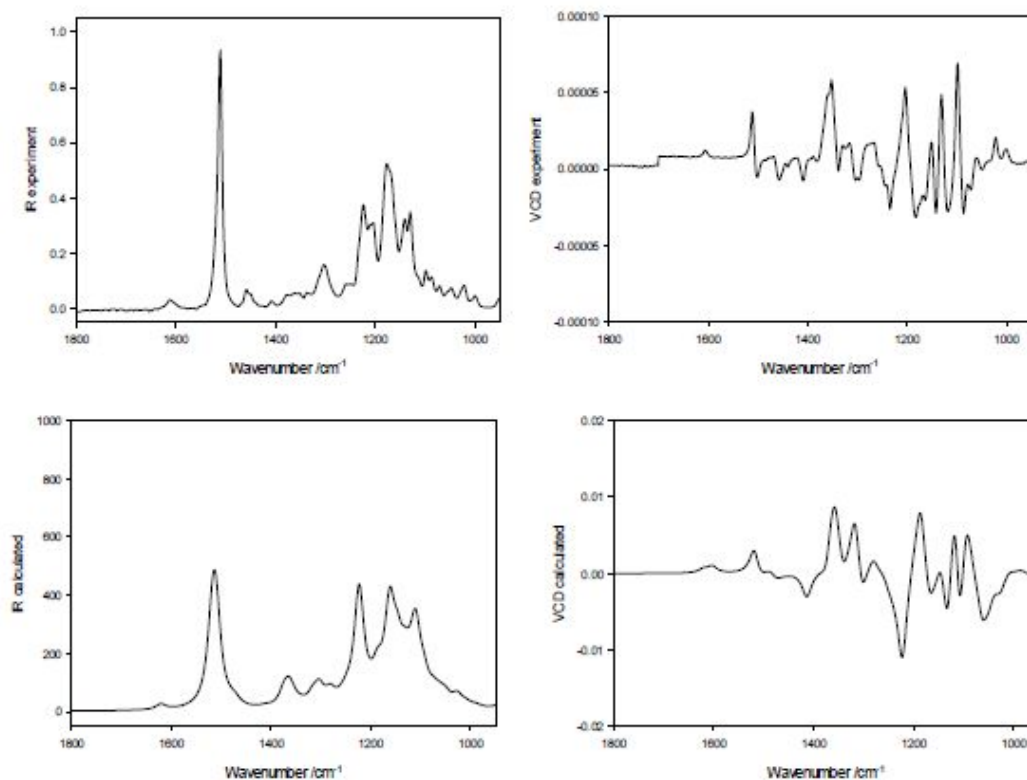 1.0
0.8
0.6
0.4
0.2
0.0
IR experiment
1800 1600 1400 1200 1000
Wavenumber /cm-1
0.00010
0.00005
0.00000
-0.00005
-0.00010
VCD experiment
1800 1600 1400 1200 1000
Wavenumber /cm-1
1000
800
600
400
200
0
IR calculated
1800 1600 1400 1200 1000
Wavenumber /cm-1
0.02
0.01
0.00
-0.01
-0.02
VCD calculated
1800 1600 1400 1200 1000
Wavenumber /cm-1